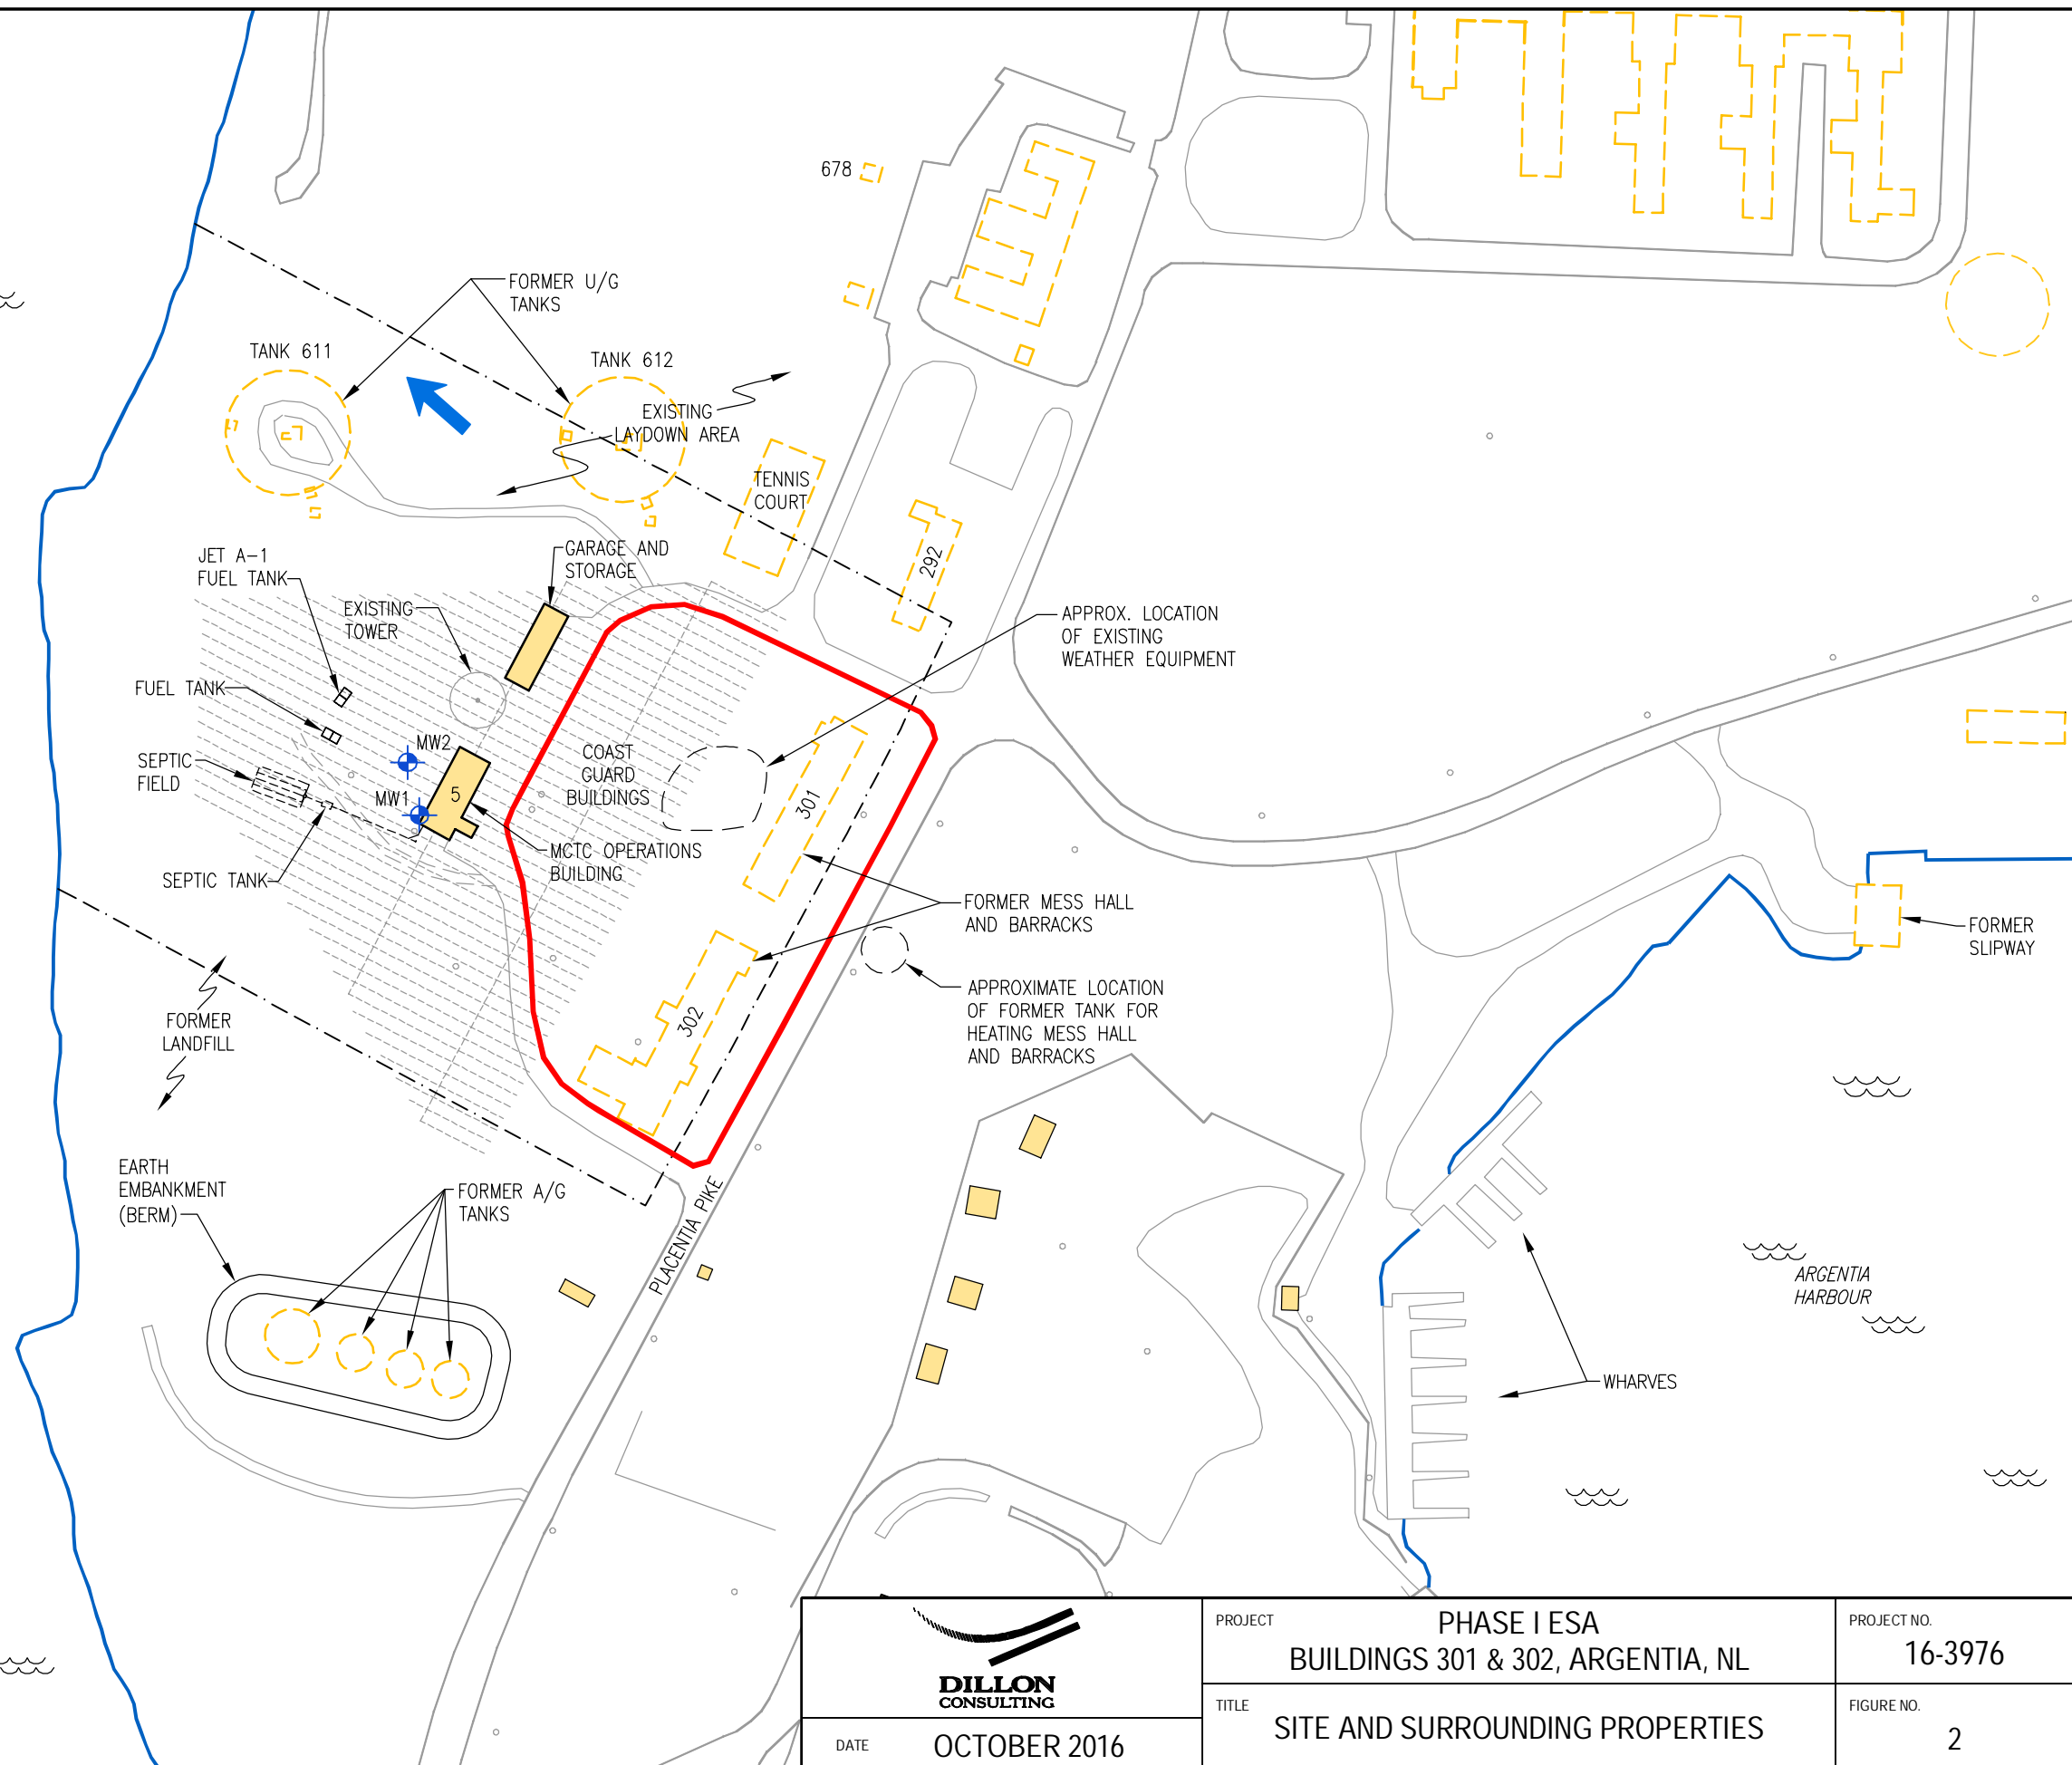 678
FORMER U/G
TANKS
TANK 611
TANK 612
EXISTING
LAYDOWN AREA
TENNIS
COURT
292
GARAGE AND
STORAGE
JET A-1
FUEL TANK
EXISTING
TOWER
APPROX. LOCATION
OF EXISTING
WEATHER EQUIPMENT
FUEL TANK
MW2
SEPTIC
FIELD
COAST
GUARD
BUILDINGS
MW1
5
301
MCTC OPERATIONS
BUILDING
SEPTIC TANK
FORMER MESS HALL
AND BARRACKS
FORMER
SLIPWAY
APPROXIMATE LOCATION
OF FORMER TANK FOR
HEATING MESS HALL
AND BARRACKS
302
FORMER
LANDFILL
EARTH
EMBANKMENT
(BERM)
FORMER A/G
TANKS
PLACENTIA PIKE
ARGENTIA
HARBOUR
WHARVES
DILLON
CONSULTING
DATE
OCTOBER 2016
PROJECT
PHASE I ESA
BUILDINGS 301 & 302, ARGENTIA, NL
TITLE
SITE AND SURROUNDING PROPERTIES
PROJECT NO.
16-3976
FIGURE NO.
2